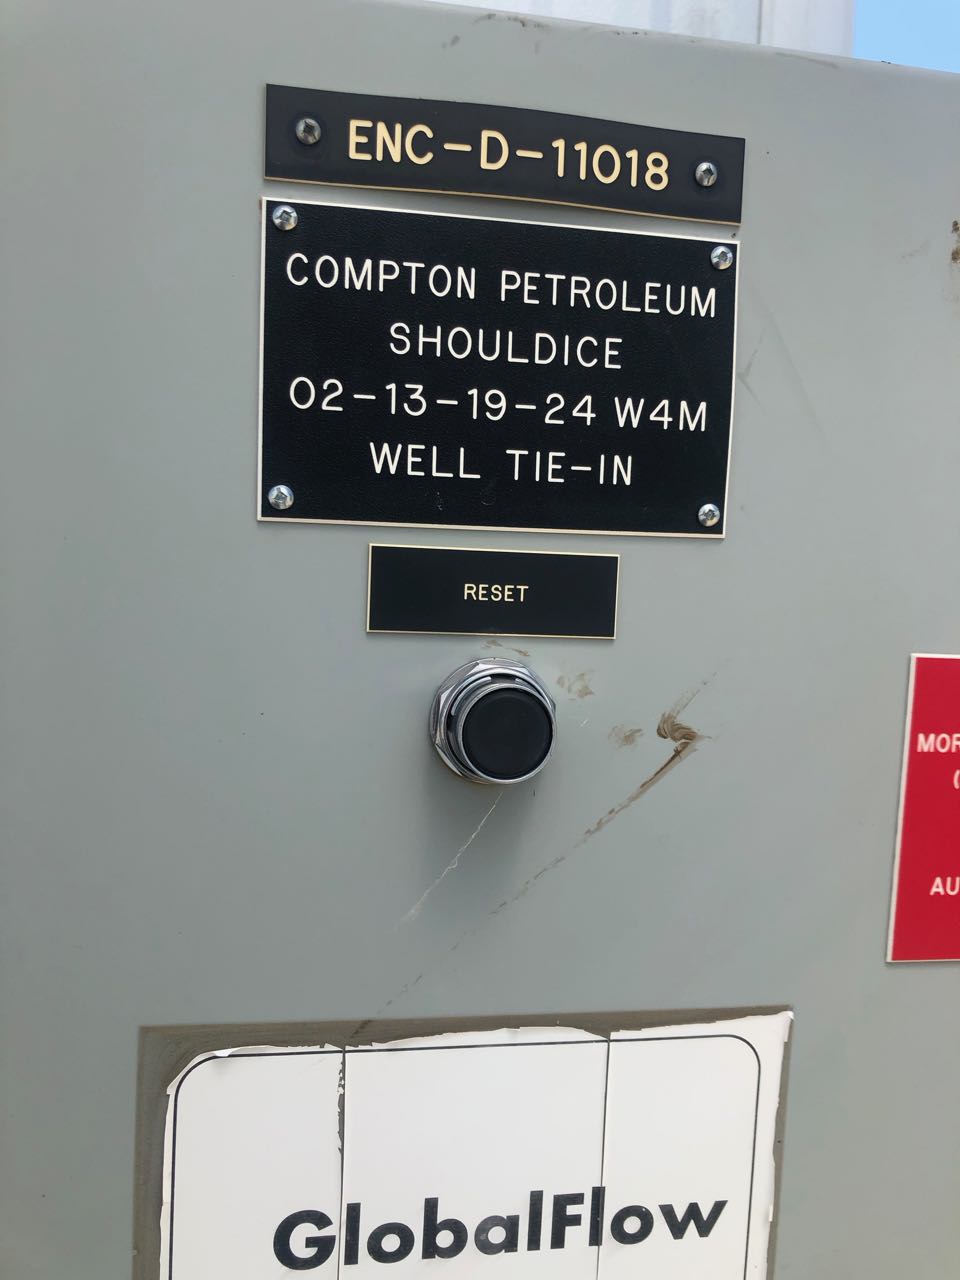 ENC-D-11018
COMPTON PETROLEUM
SHOULDICE
02-13-19-24 W4M
WELL TIE-IN
RESET
GlobalFlow